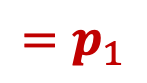 = p₁